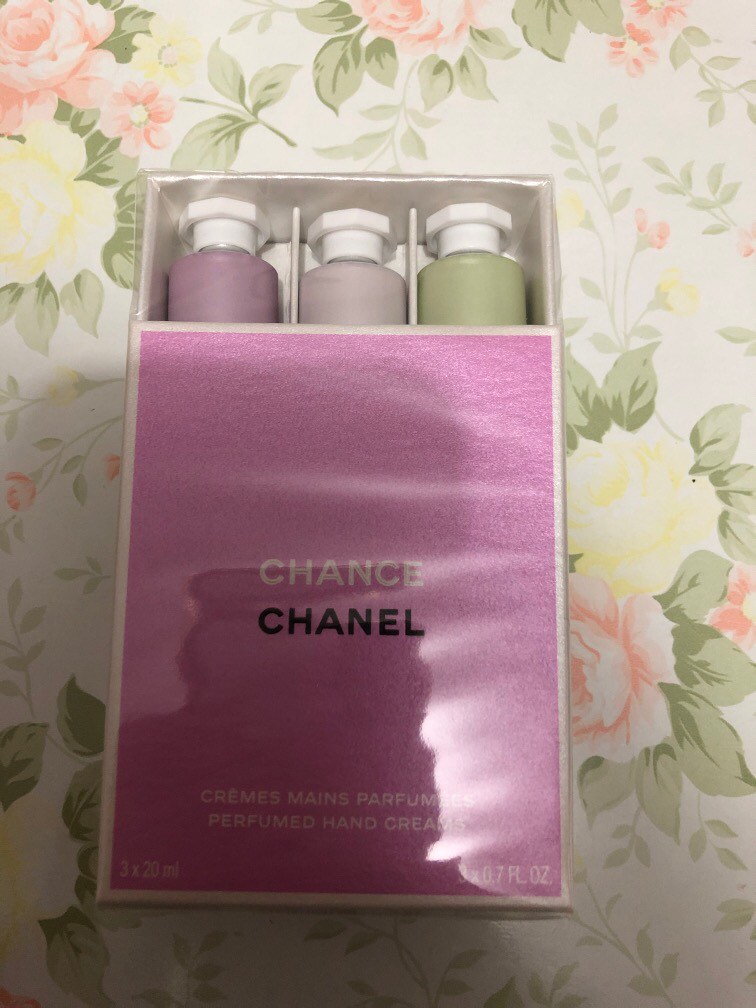 CHANCE
CHANEL
CRÈMES MAINS PARFUMÉES
PERFUMED HAND CREAMS
3 x 20 ml
x 0.7 FL. OZ